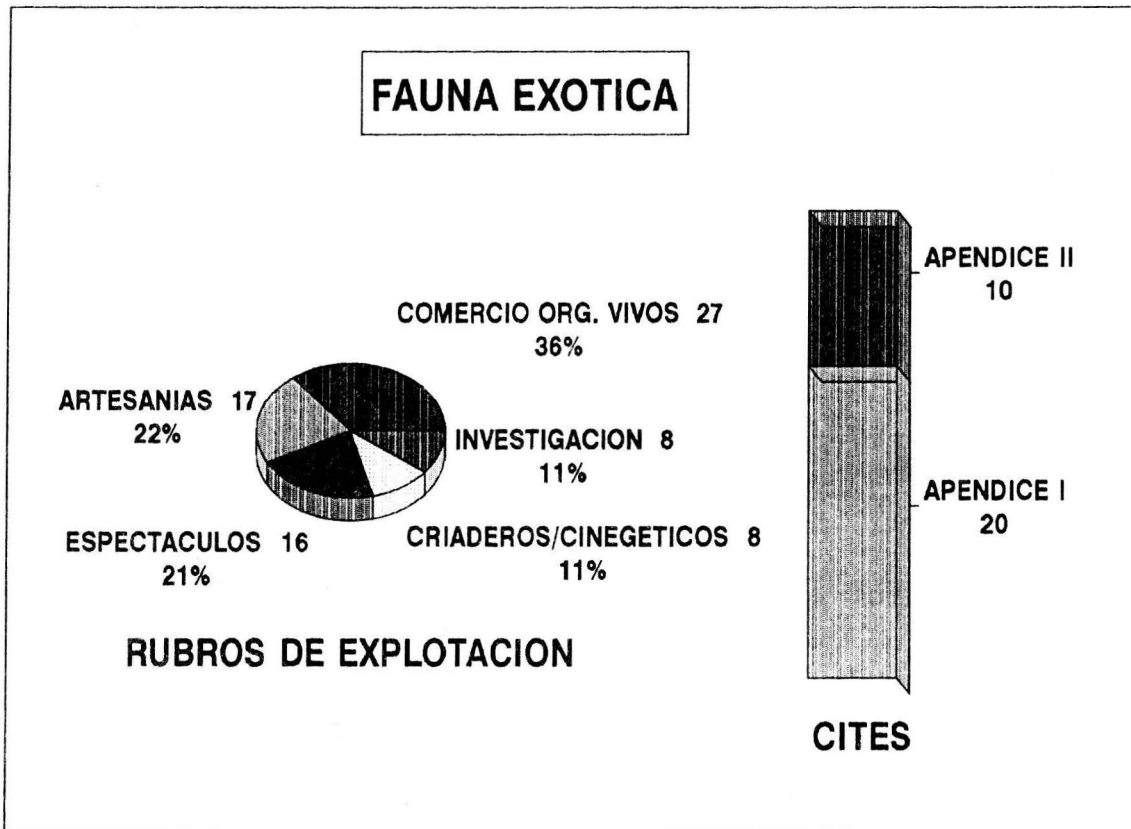 FAUNA EXOTICA
COMERCIO ORG. VIVOS 27
36%
ARTESANIAS 17
22%
INVESTIGACION 8
11%
ESPECTACULOS 16
21%
CRIADEROS/CINEGETICOS 8
11%
RUBROS DE EXPLOTACION
APENDICE II
10
APENDICE I
20
CITES